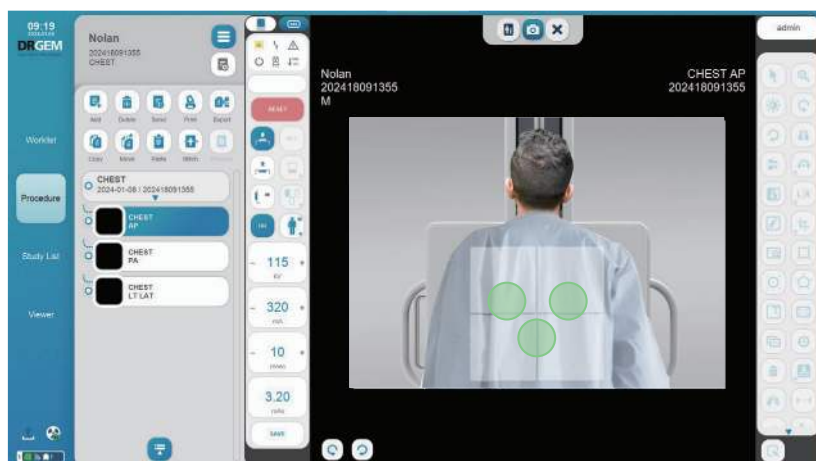 09:19
DRGEM
Worklist
Procedure
Study List
Viewer
Nolan
202418091355
CHEST
Add
Delete
Send
Print
Export
Copy
Move
Paste
CHEST
2024-01-08 | 202418091355
CHEST
AP
CHEST
PA
CHEST
LT LAT
READY
- 115 +
kV
- 320 +
mA
- 10 +
msec
3.20
mAs
SAVE
Nolan
202418091355
M
CHEST AP
202418091355
admin